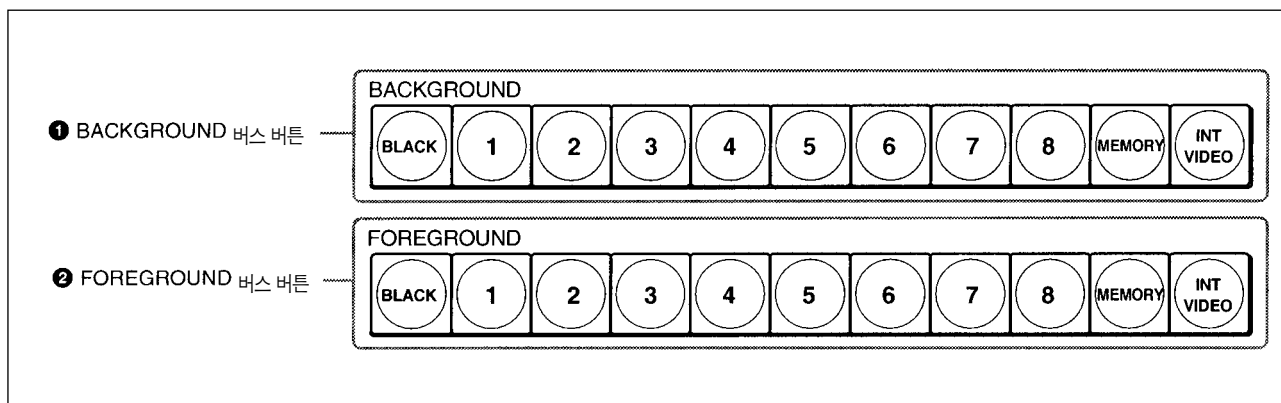 BACKGROUND
❶ BACKGROUND 버스 버튼
BLACK 1 2 3 4 5 6 7 8 MEMORY INT VIDEO
FOREGROUND
❷ FOREGROUND 버스 버튼
BLACK 1 2 3 4 5 6 7 8 MEMORY INT VIDEO